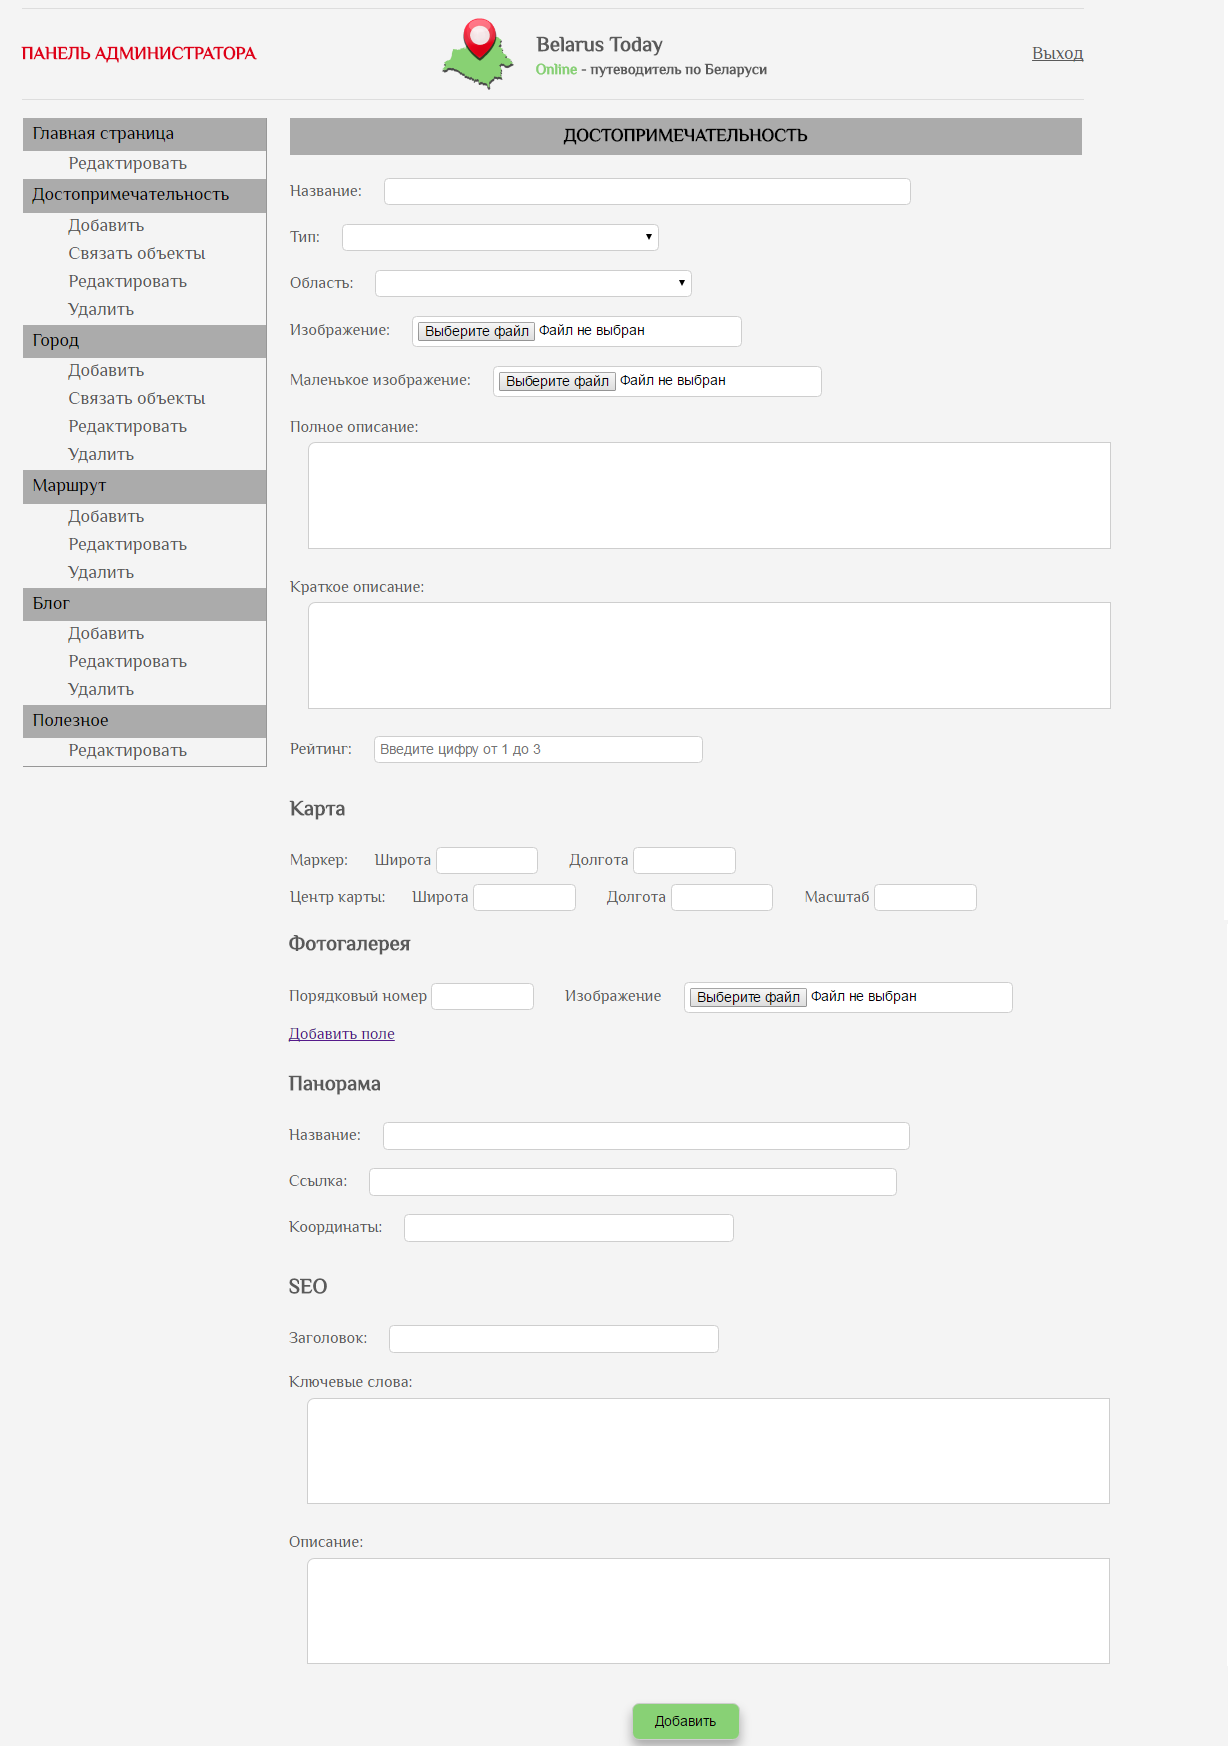 ПАНЕЛЬ АДМИНИСТРАТОРА
Belarus Today
Online - путеводитель по Беларуси
Выход
Главная страница
Редактировать
Достопримечательность
Добавить
Связать объекты
Редактировать
Удалить
Город
Добавить
Связать объекты
Редактировать
Удалить
Маршрут
Добавить
Редактировать
Удалить
Блог
Добавить
Редактировать
Удалить
Полезное
Редактировать
ДОСТОПРИМЕЧАТЕЛЬНОСТЬ
Название:
Тип:
Область:
Изображение: Выберите файл Файл не выбран
Маленькое изображение: Выберите файл Файл не выбран
Полное описание:
Краткое описание:
Рейтинг: Введите цифру от 1 до 3
Карта
Маркер: Широта Долгота
Центр карты: Широта Долгота Масштаб
Фотогалерея
Порядковый номер Изображение Выберите файл Файл не выбран
Добавить поле
Панорама
Название:
Ссылка:
Координаты:
SEO
Заголовок:
Ключевые слова:
Описание:
Добавить